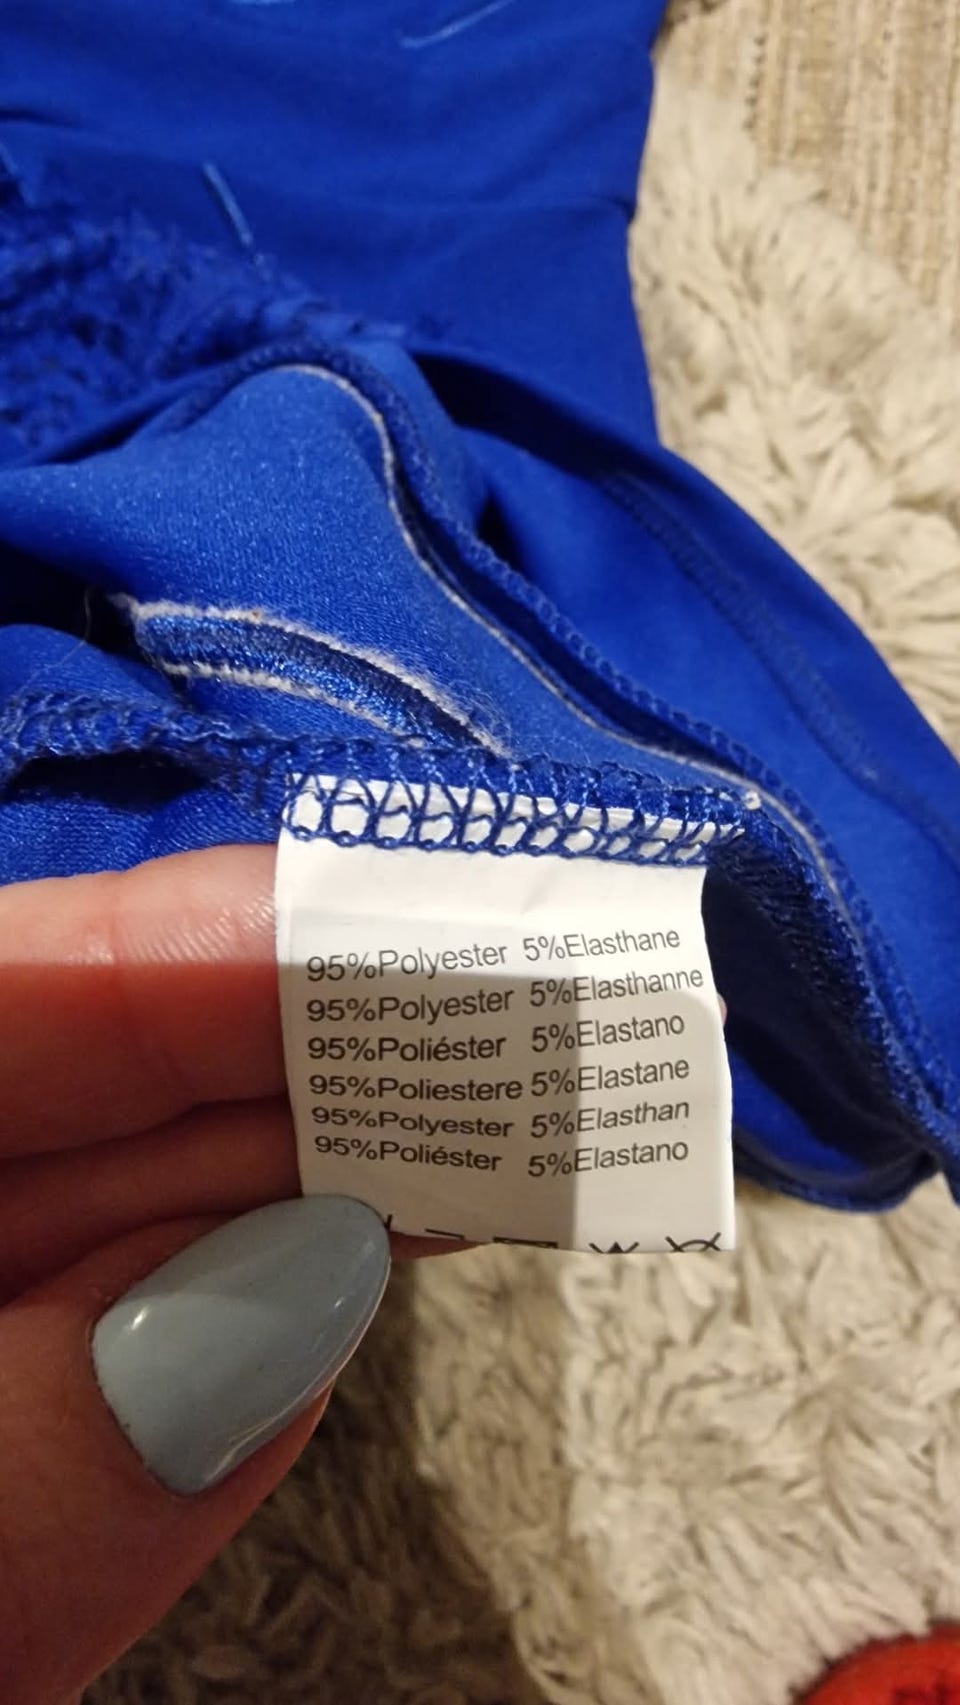 95%Polyester 5%Elasthane
95%Polyester 5%Elasthanne
95%Poliéster 5%Elastano
95%Poliestere 5%Elastane
95%Polyester 5%Elasthan
95%Poliéster 5%Elastano